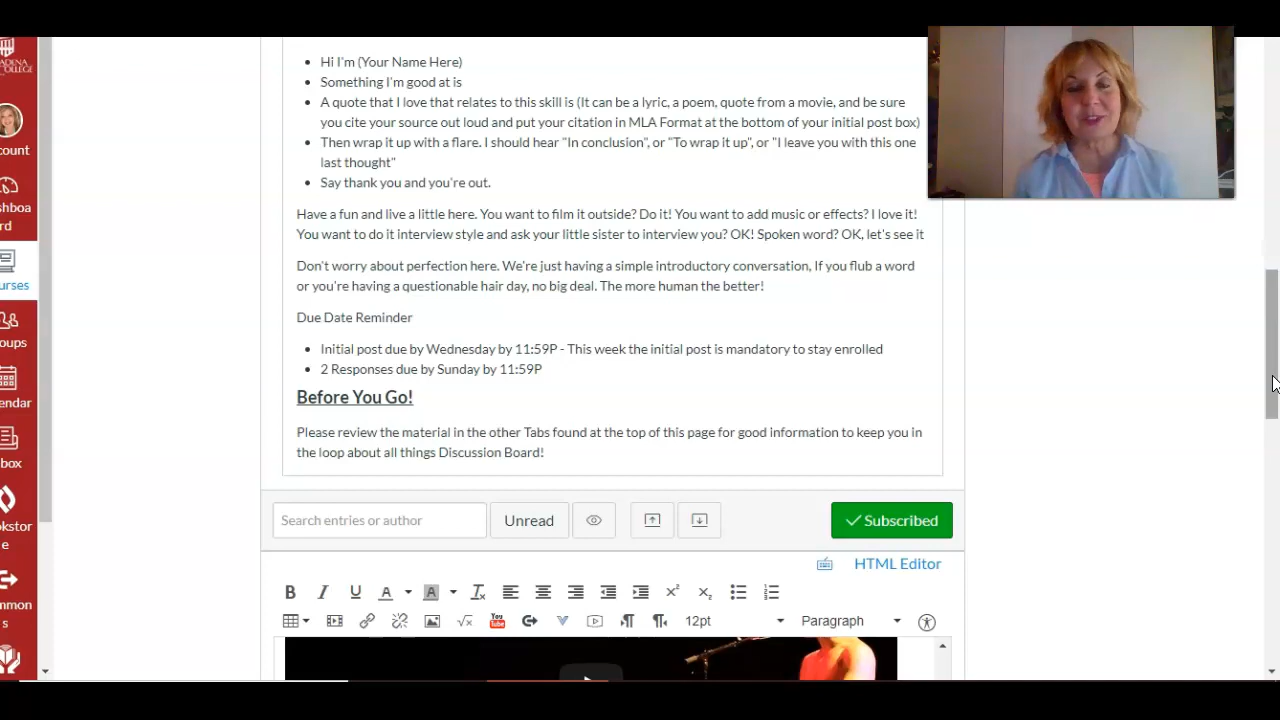 ADENA
COLLEGE
Hi I'm (Your Name Here)
Something I'm good at is
A quote that I love that relates to this skill is (It can be a lyric, a poem, quote from a movie, and be sure
you cite your source out loud and put your citation in MLA Format at the bottom of your initial post box)
Then wrap it up with a flare. I should hear "In conclusion", or "To wrap it up", or "I leave you with this one
last thought"
Say thank you and you're out.
Have a fun and live a little here. You want to film it outside? Do it! You want to add music or effects? I love it!
You want to do it interview style and ask your little sister to interview you? OK! Spoken word? OK, let's see it
Don't worry about perfection here. We're just having a simple introductory conversation, If you flub a word
or you're having a questionable hair day, no big deal. The more human the better!
Due Date Reminder
Initial post due by Wednesday by 11:59P - This week the initial post is mandatory to stay enrolled
2 Responses due by Sunday by 11:59P
Before You Go!
Please review the material in the other Tabs found at the top of this page for good information to keep you in
the loop about all things Discussion Board!
count
shboa
rd
urses
oups
endar
box
okstor
e
mmon
s
Search entries or author
Unread
Subscribed
HTML Editor
B I U A A
12pt
Paragraph